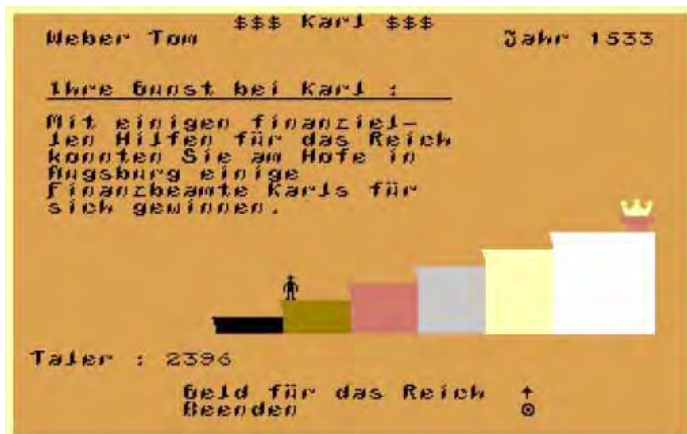 $$$ Karl $$$
Weber Tom Jahr 1533
Ihre Gunst bei Karl :
Mit einigen finanziel-
len Hilfen für das Reich
konnten Sie am Hofe in
Augsburg einige
Finanzbeamte Karls für
sich gewinnen.
Taler : 2396
Geld für das Reich ↑
Beenden